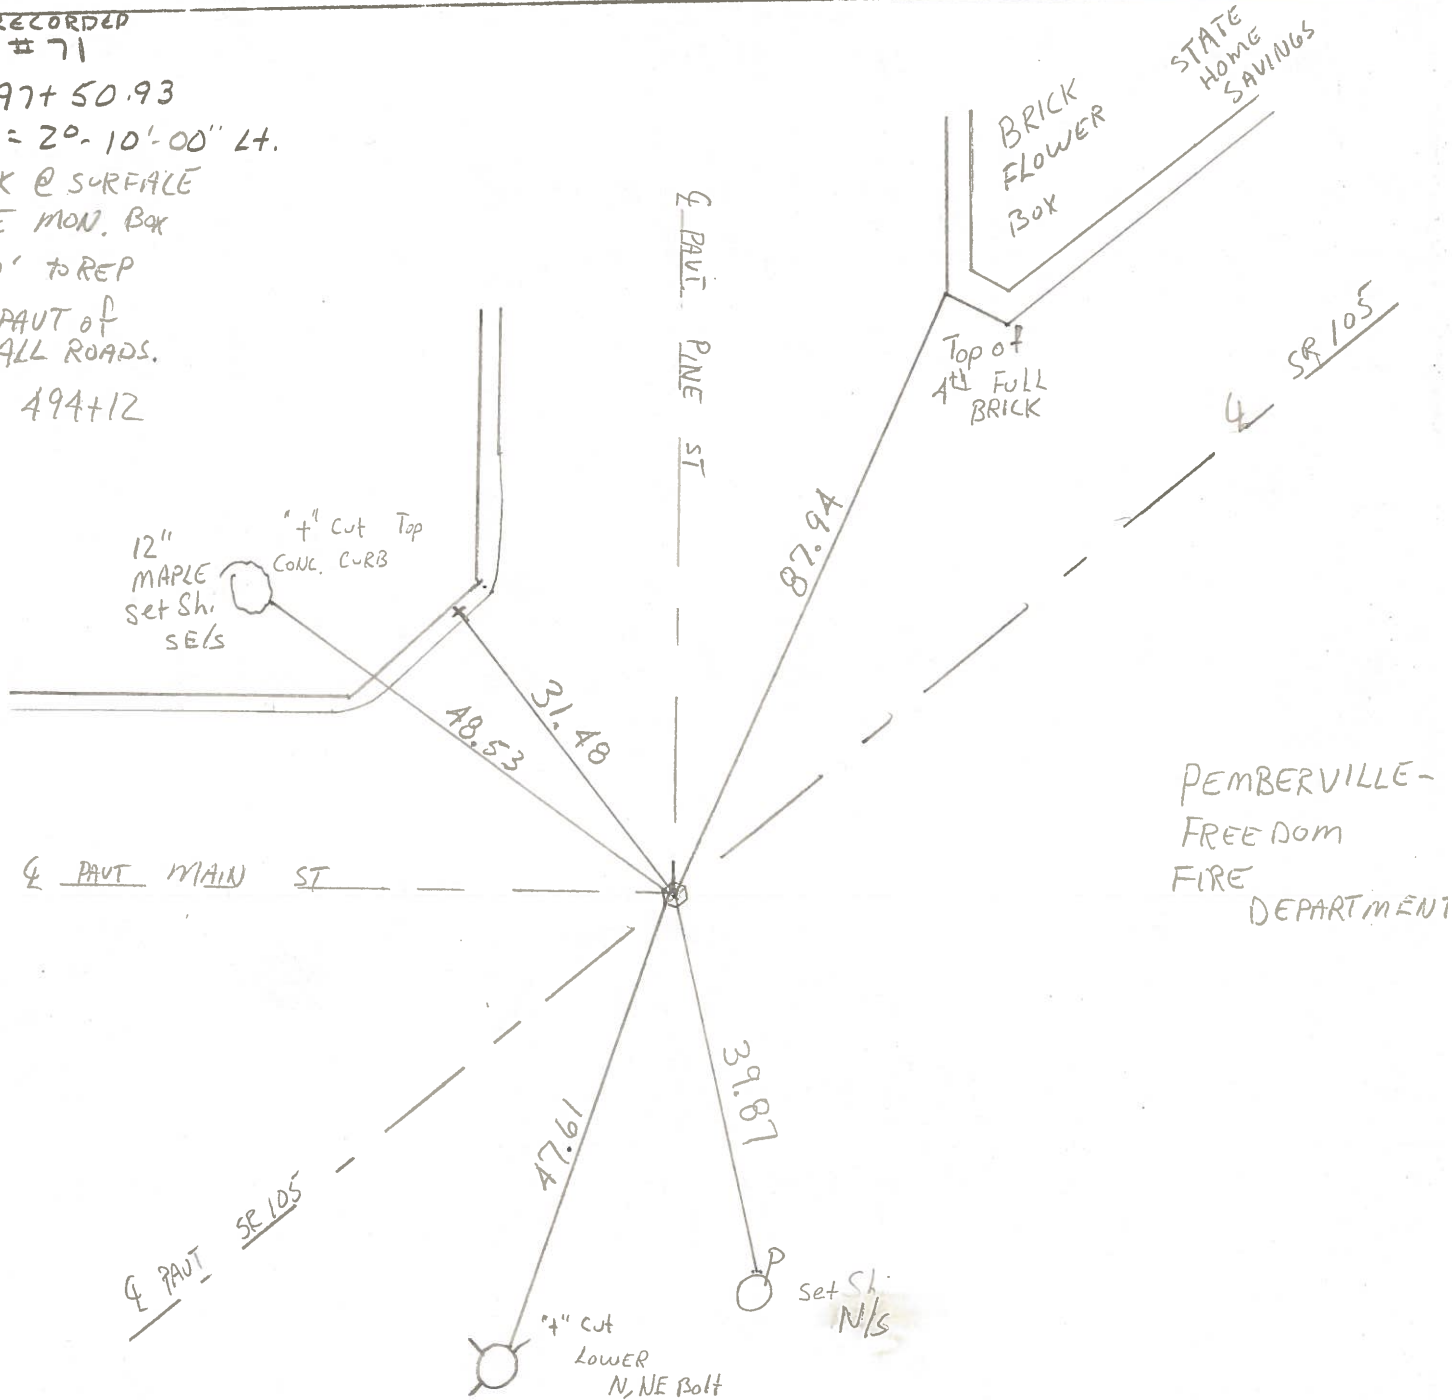 RECORDED
# 71
97+50.93
= 2°-10'-00" Lt.
K @ SURFACE
E MON. Box
' to REP
PAVT of
ALL ROADS.
494+12
STATE
HOME
SAVINGS
BRICK
FLOWER
BOX
℄ PAVT. PINE ST
Top of
4th FULL
BRICK
℄ SR 105
12"
MAPLE
Set Sh.
SE/s
"+" Cut Top
CONC. CURB
87.94
31.48
48.53
℄ PAVT MAIN ST
PEMBERVILLE-
FREEDOM
FIRE
DEPARTMENT
39.87
47.61
℄ PAVT SR 105
P
Set Sh.
N/s
"+" Cut
LOWER
N, NE Bolt